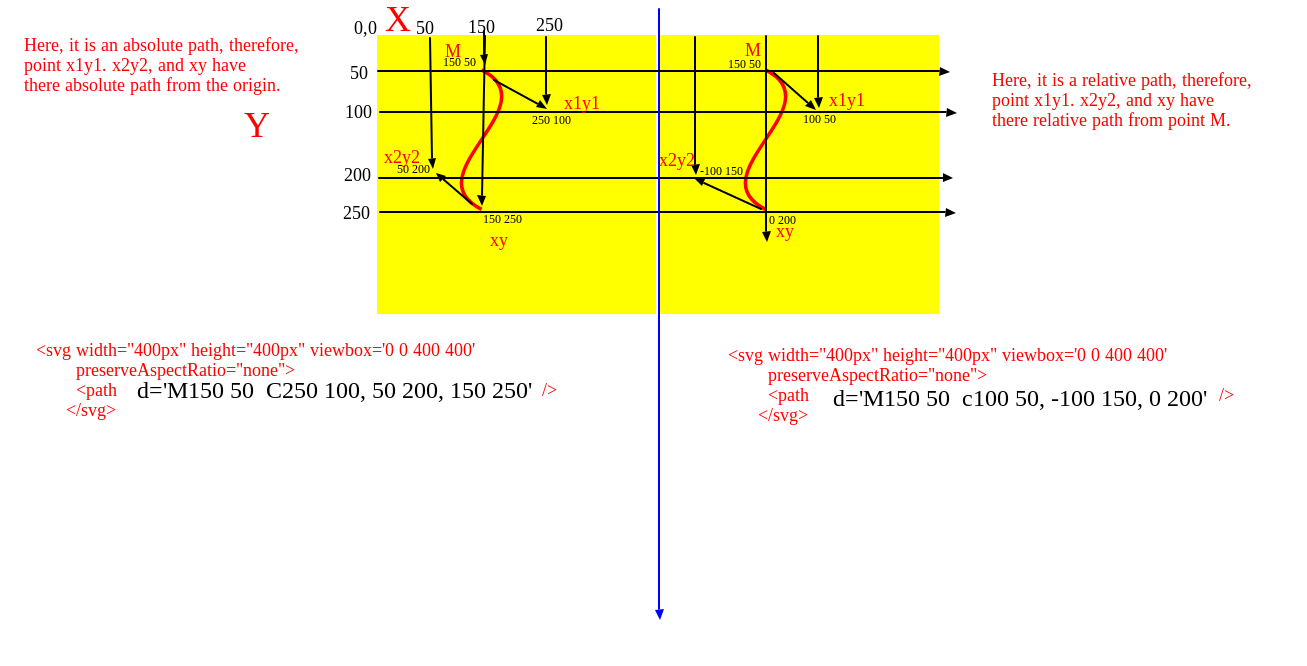 0,0 X 50 150 250
Here, it is an absolute path, therefore,
point x1y1. x2y2, and xy have
there absolute path from the origin.
Y
50
100
200
250
M
150 50
x1y1
250 100
x2y2
50 200
150 250
xy
M
150 50
x1y1
100 50
x2y2
-100 150
0 200
xy
Here, it is a relative path, therefore,
point x1y1. x2y2, and xy have
there relative path from point M.
<svg width="400px" height="400px" viewbox='0 0 400 400'
preserveAspectRatio="none">
<path d='M150 50 C250 100, 50 200, 150 250' />
</svg>
<svg width="400px" height="400px" viewbox='0 0 400 400'
preserveAspectRatio="none">
<path d='M150 50 c100 50, -100 150, 0 200' />
</svg>